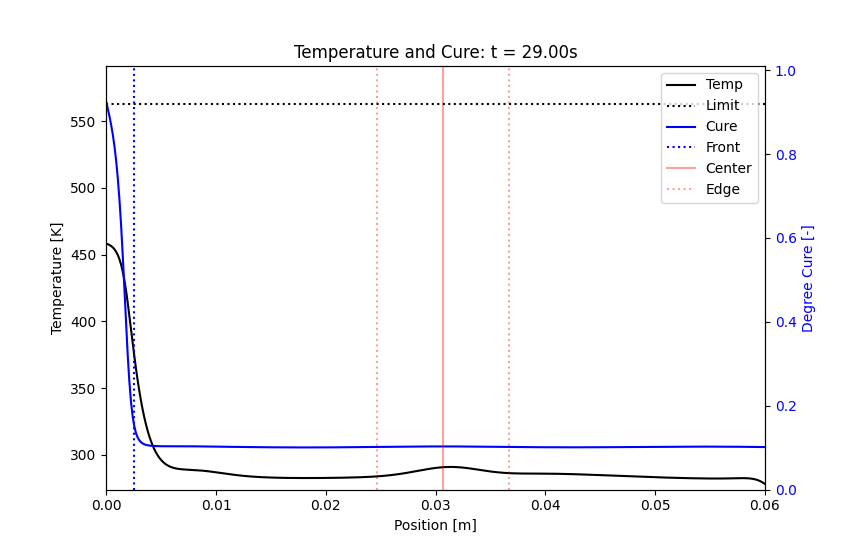 Temperature and Cure: t = 29.00s
Temp
Limit
Cure
Front
Center
Edge
550
500
450
400
350
300
Temperature [K]
1.0
0.8
0.6
0.4
0.2
0.0
Degree Cure [-]
0.00
0.01
0.02
0.03
0.04
0.05
0.06
Position [m]